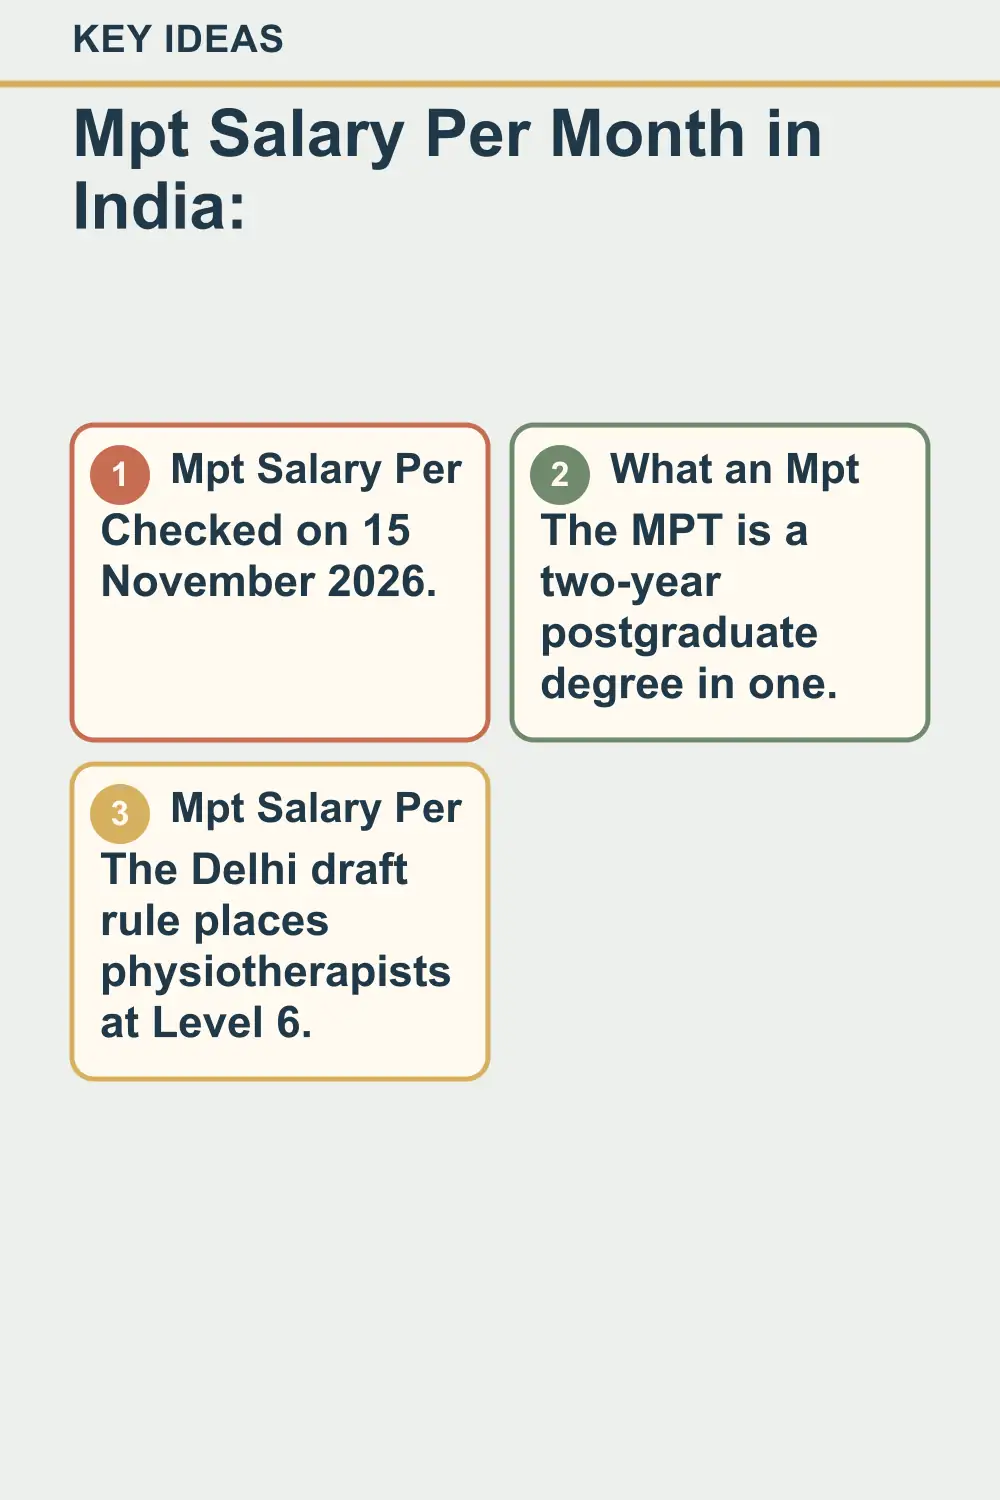 KEY IDEAS
Mpt Salary Per Month in
India:
1 Mpt Salary Per
Checked on 15
November 2026.
2 What an Mpt
The MPT is a
two-year
postgraduate
degree in one.
3 Mpt Salary Per
The Delhi draft
rule places
physiotherapists
at Level 6.